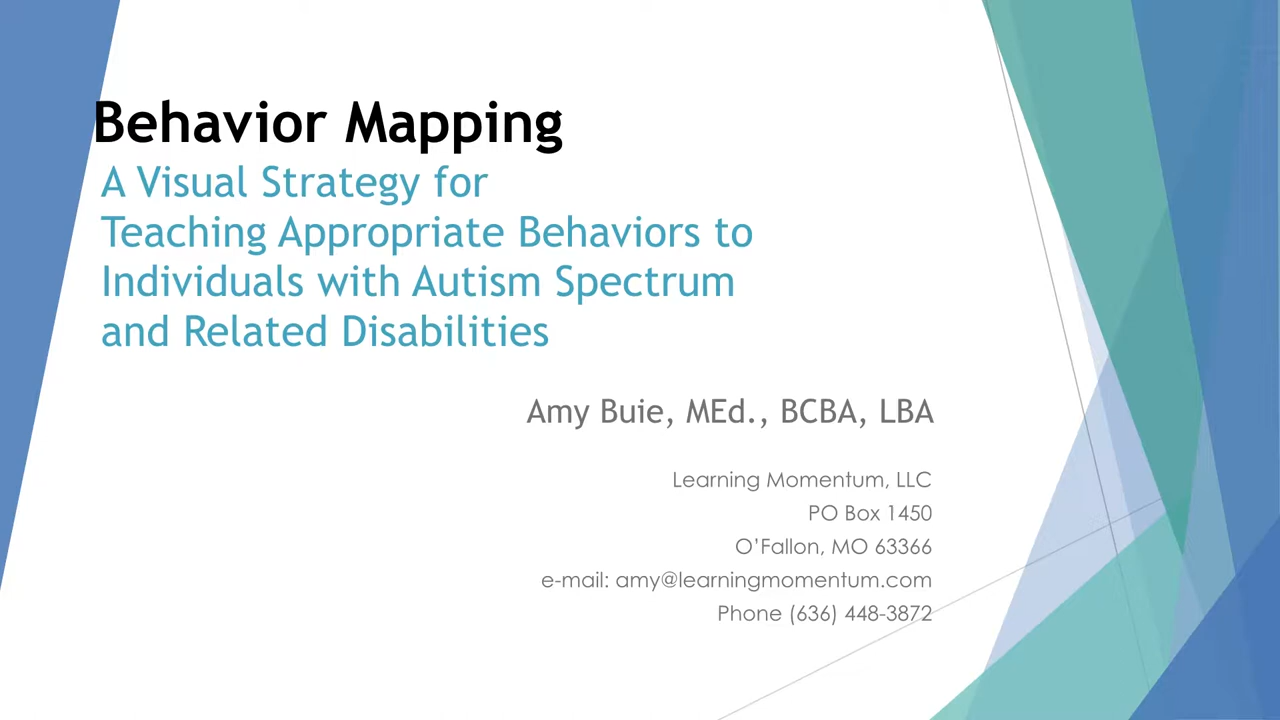 Behavior Mapping
A Visual Strategy for
Teaching Appropriate Behaviors to
Individuals with Autism Spectrum
and Related Disabilities
Amy Buie, MEd., BCBA, LBA
Learning Momentum, LLC
PO Box 1450
O’Fallon, MO 63366
e-mail: amy@learningmomentum.com
Phone (636) 448-3872